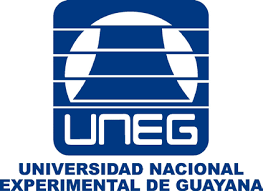 UNEG
UNIVERSIDAD NACIONAL
EXPERIMENTAL DE GUAYANA